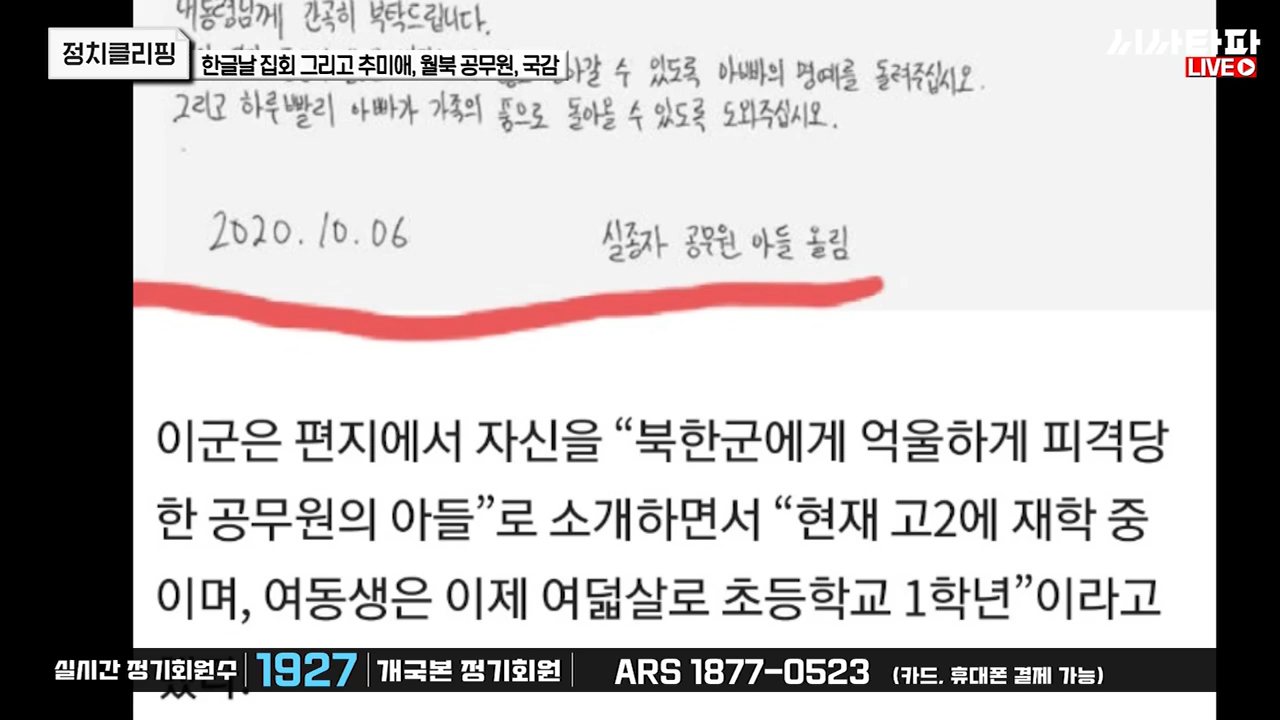 대통령님께 간곡히 부탁드립니다.
정치클리핑
한글날 집회 그리고 추미애, 월북 공무원, 국감
시사타파
LIVE
갈 수 있도록 아빠의 명예를 돌려주십시오.
그리고 하루빨리 아빠가 가족의 품으로 돌아올 수 있도록 도와주십시오.
2020.10.06
실종자 공무원 아들 올림
이군은 편지에서 자신을 “북한군에게 억울하게 피격당
한 공무원의 아들”로 소개하면서 “현재 고2에 재학 중
이며, 여동생은 이제 여덟살로 초등학교 1학년”이라고
실시간 정기회원수 1927 개국본 정기회원 ARS 1877-0523 (카드, 휴대폰 결제 가능)